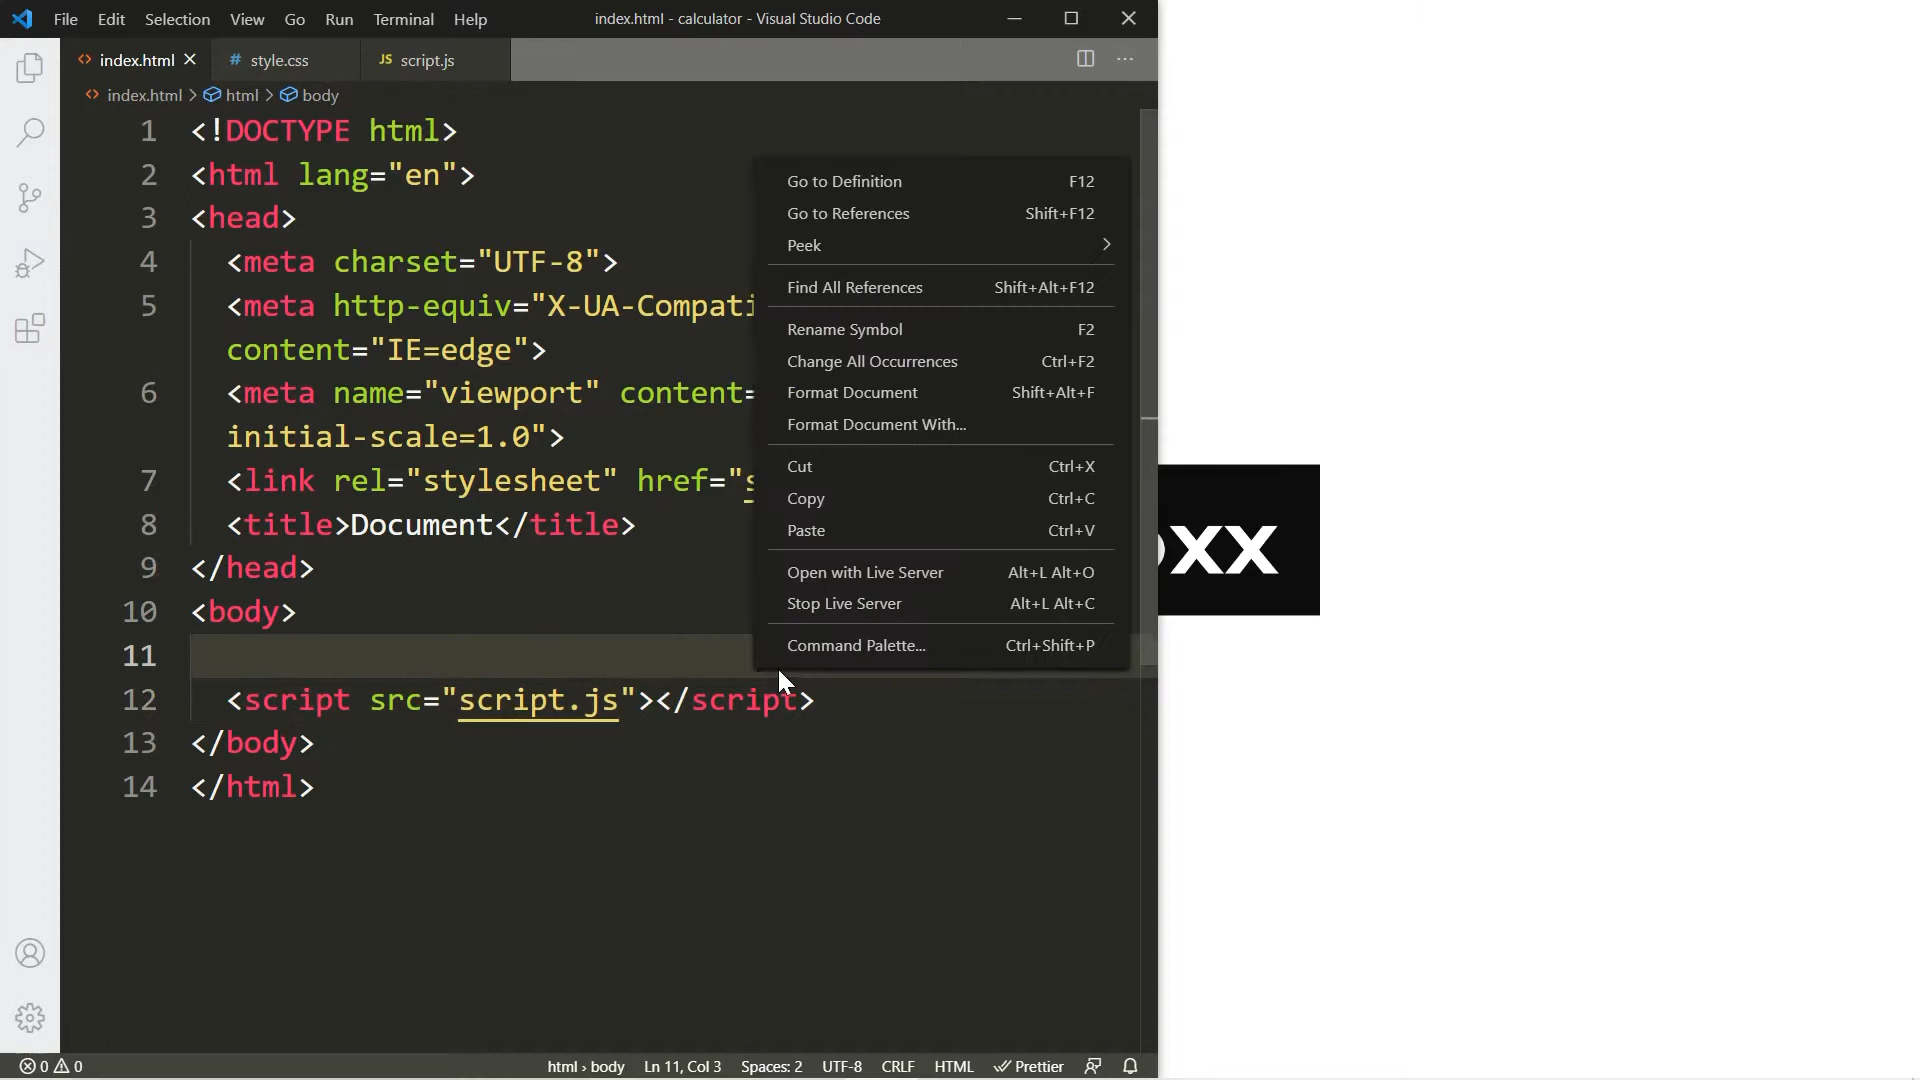 File Edit Selection View Go Run Terminal Help index.html - calculator - Visual Studio Code
index.html style.css JS script.js
index.html > html > body
1 <!DOCTYPE html>
2 <html lang="en">
3 <head>
4 <meta charset="UTF-8">
5 <meta http-equiv="X-UA-Compati
content="IE=edge">
6 <meta name="viewport" content=
initial-scale=1.0">
7 <link rel="stylesheet" href="s
8 <title>Document</title>
9 </head>
10 <body>
11
12 <script src="script.js"></script>
13 </body>
14 </html>
Go to Definition F12
Go to References Shift+F12
Peek
Find All References Shift+Alt+F12
Rename Symbol F2
Change All Occurrences Ctrl+F2
Format Document Shift+Alt+F
Format Document With...
Cut Ctrl+X
Copy Ctrl+C
Paste Ctrl+V
Open with Live Server Alt+L Alt+O
Stop Live Server Alt+L Alt+C
Command Palette... Ctrl+Shift+P
xx
0 0 html › body Ln 11, Col 3 Spaces: 2 UTF-8 CRLF HTML Prettier